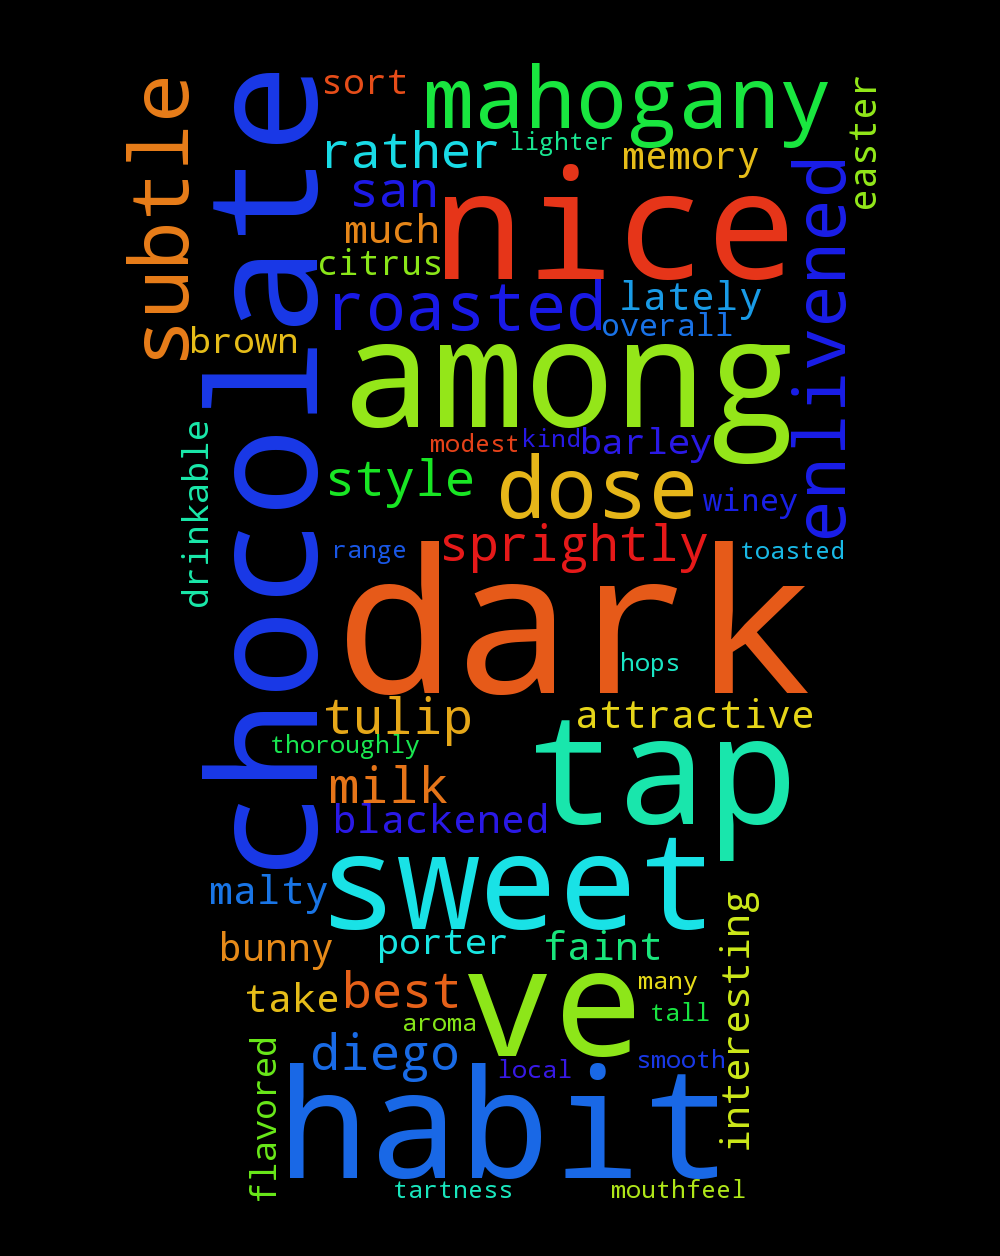 subtle
chocolate
sort
mahogany
easter
rather
lighter
memory
san
nice
enlivened
much
citrus
roasted
lately
overall
brown
among
drinkable
modest
kind
barley
style
dose
winey
sprightly
range
toasted
dark
hops
tulip
attractive
thoroughly
tap
milk
blackened
sweet
malty
bunny
porter
faint
interesting
take
best
ve
many
aroma
tall
diego
local
smooth
flavored
habit
tartness
mouthfeel